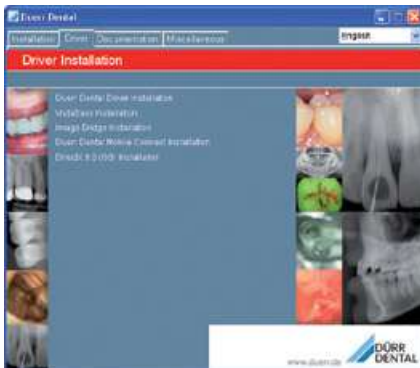 Duerr Dental
Installation Driver Documentation Miscellaneous
English
Driver Installation
Duerr Dental Driver Installation
VistaEasy Installation
Image Bridge Installation
Duerr Dental Mobile Connect Installation
DirectX 9.0 Installation
www.duerr.de
DÜRR
DENTAL